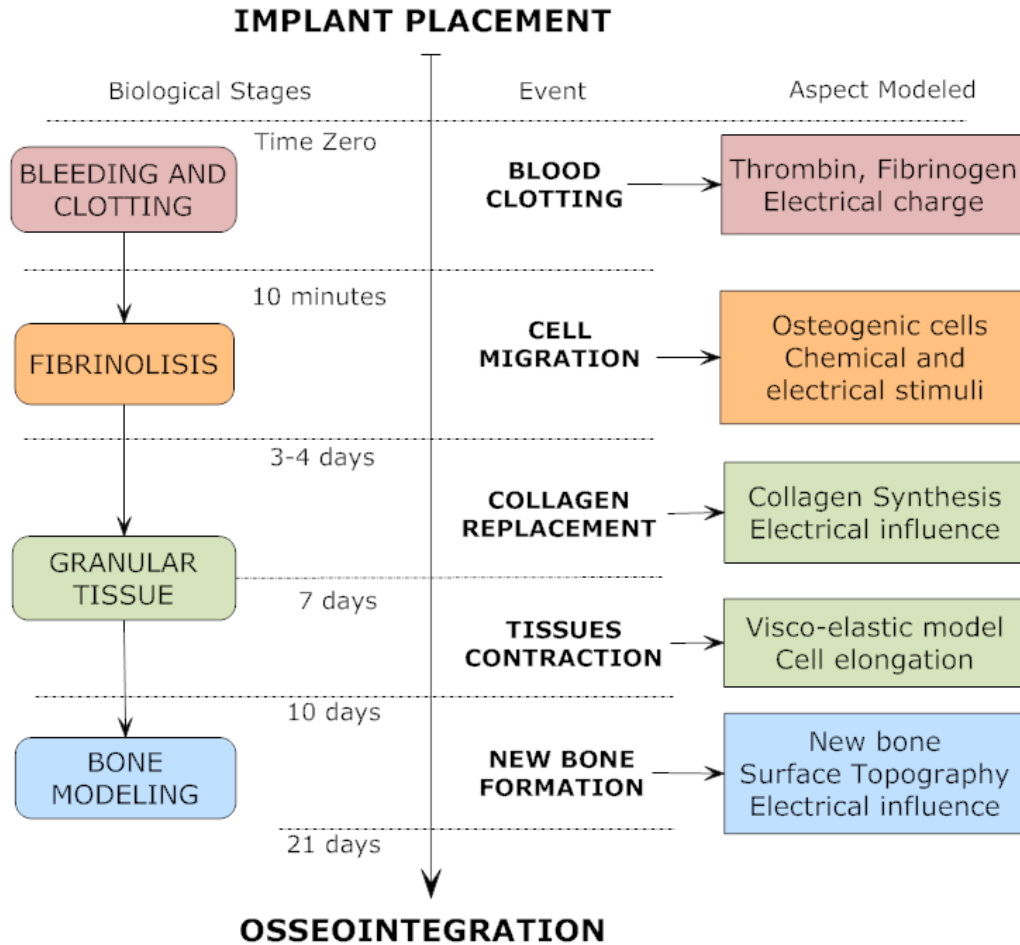 IMPLANT PLACEMENT
Biological Stages
Event
Aspect Modeled
Time Zero
BLEEDING AND
CLOTTING
BLOOD
CLOTTING
Thrombin, Fibrinogen
Electrical charge
10 minutes
FIBRINOLISIS
CELL
MIGRATION
Osteogenic cells
Chemical and
electrical stimuli
3-4 days
COLLAGEN
REPLACEMENT
Collagen Synthesis
Electrical influence
GRANULAR
TISSUE
7 days
TISSUES
CONTRACTION
Visco-elastic model
Cell elongation
10 days
BONE
MODELING
NEW BONE
FORMATION
New bone
Surface Topography
Electrical influence
21 days
OSSEOINTEGRATION